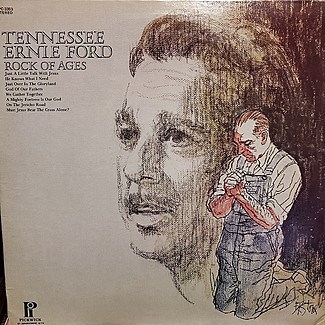 STEREO
TENNESSEE
ERNIE FORD
ROCK OF AGES
Just A Little Talk With Jesus
He Knows What I Need
Just Over In The Gloryland
God Of Our Fathers
We Gather Together
A Mighty Fortress Is Our God
On The Jericho Road
Must Jesus Bear The Cross Alone?
PICKWICK